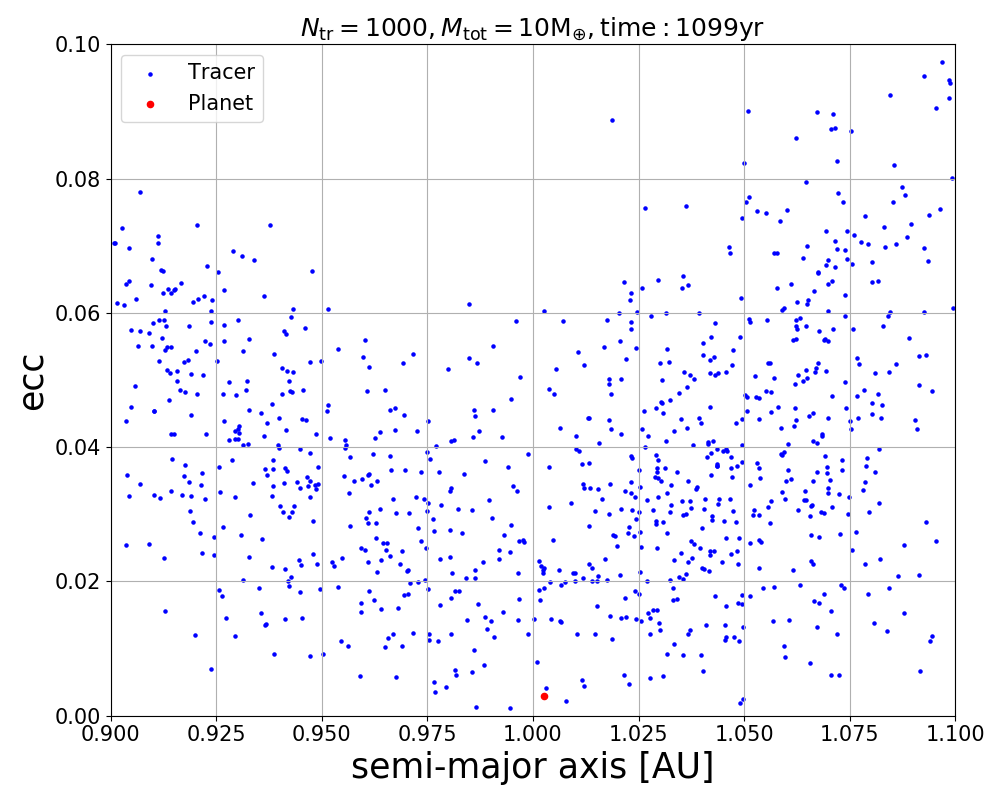 N_tr = 1000, M_tot = 10M_⊕, time : 1099yr
Tracer
Planet
ecc
0.10
0.08
0.06
0.04
0.02
0.00
0.900 0.925 0.950 0.975 1.000 1.025 1.050 1.075 1.100
semi-major axis [AU]